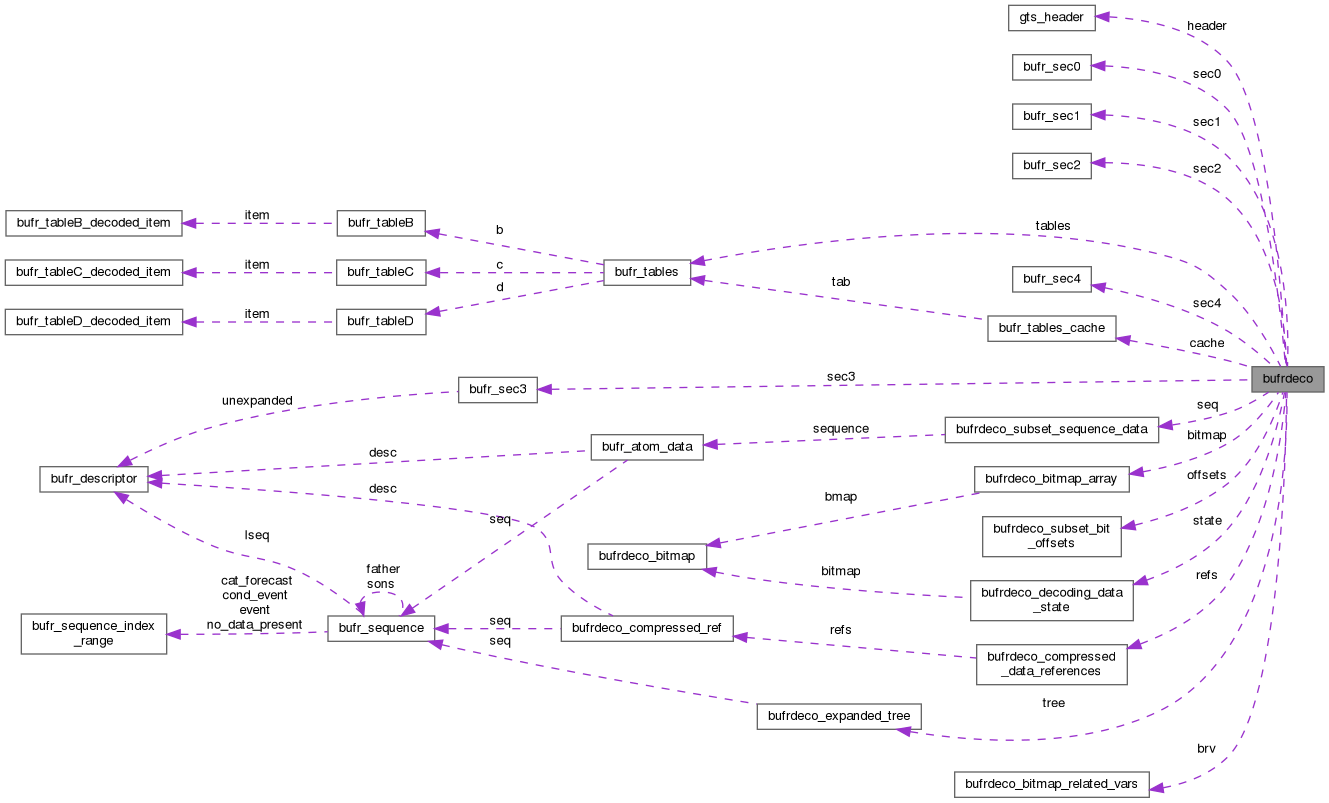 gts_header
header
bufr_sec0
sec0
bufr_sec1
sec1
bufr_sec2
sec2
bufr_tableB_decoded_item
item
bufr_tableB
b
tables
bufr_tableC_decoded_item
item
bufr_tableC
c
bufr_tables
bufr_sec4
tab
d
sec4
bufr_tableD_decoded_item
item
bufr_tableD
bufr_tables_cache
cache
bufr_sec3
sec3
bufrdeco
unexpanded
seq
bufrdeco_subset_sequence_data
sequence
bitmap
bufr_atom_data
desc
bufr_descriptor
bufrdeco_bitmap_array
offsets
desc
bmap
seq
state
bufrdeco_subset_bit
_offsets
lseq
bufrdeco_bitmap
father
sons
bitmap
refs
cat_forecast
cond_event
event
no_data_present
bufrdeco_decoding_data
_state
bufr_sequence_index
_range
bufr_sequence
seq
seq
bufrdeco_compressed_ref
refs
bufrdeco_compressed
_data_references
tree
bufrdeco_expanded_tree
brv
bufrdeco_bitmap_related_vars